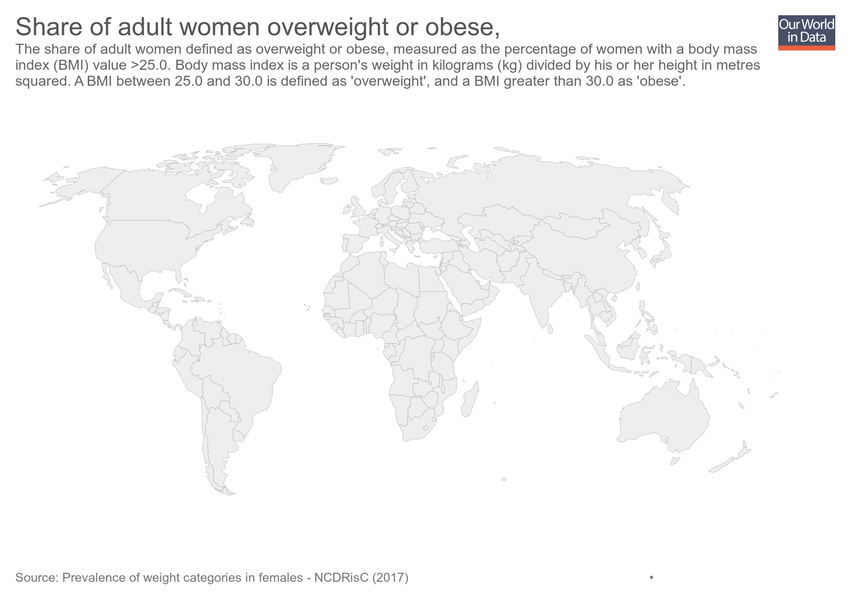 Share of adult women overweight or obese,
The share of adult women defined as overweight or obese, measured as the percentage of women with a body mass
index (BMI) value >25.0. Body mass index is a person's weight in kilograms (kg) divided by his or her height in metres
squared. A BMI between 25.0 and 30.0 is defined as 'overweight', and a BMI greater than 30.0 as 'obese'.
Our World
in Data
Source: Prevalence of weight categories in females - NCDRisC (2017)
•